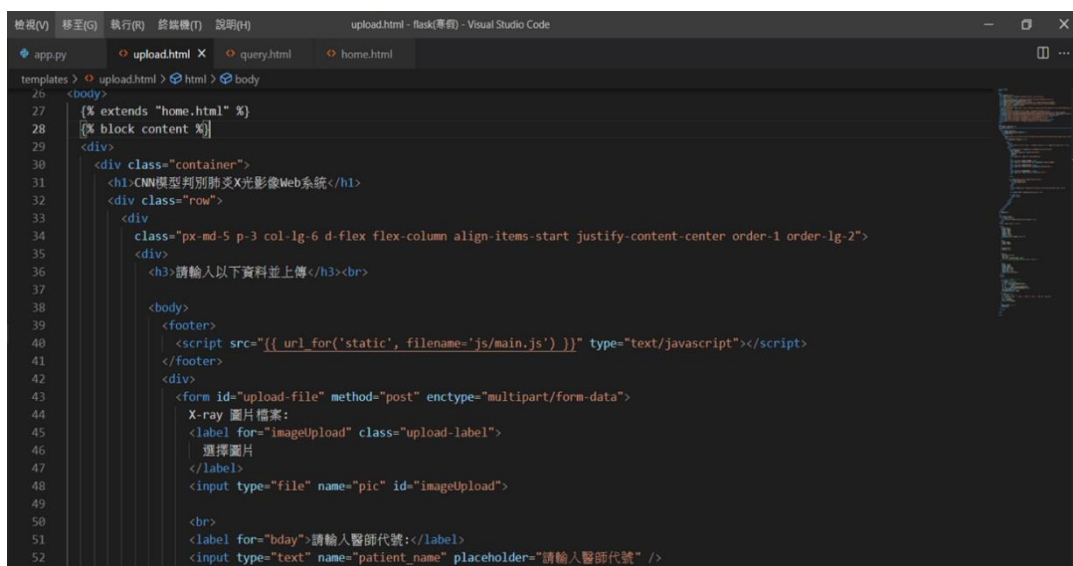 檢視(V) 移至(G) 執行(R) 終端機(T) 說明(H) upload.html - flask(寒假) - Visual Studio Code
app.py upload.html query.html home.html
templates > upload.html > html > body
26 <body>
27 {% extends "home.html" %}
28 {% block content %}
29 <div>
30 <div class="container">
31 <h1>CNN模型判別肺炎X光影像Web系統</h1>
32 <div class="row">
33 <div
34 class="px-md-5 p-3 col-lg-6 d-flex flex-column align-items-start justify-content-center order-1 order-lg-2">
35 <div>
36 <h3>請輸入以下資料並上傳</h3><br>
37
38 <body>
39 <footer>
40 <script src="{{ url_for('static', filename='js/main.js') }}" type="text/javascript"></script>
41 </footer>
42 <div>
43 <form id="upload-file" method="post" enctype="multipart/form-data">
44 X-ray 圖片檔案:
45 <label for="imageUpload" class="upload-label">
46 選擇圖片
47 </label>
48 <input type="file" name="pic" id="imageUpload">
49
50 <br>
51 <label for="bday">請輸入醫師代號:</label>
52 <input type="text" name="patient_name" placeholder="請輸入醫師代號" />